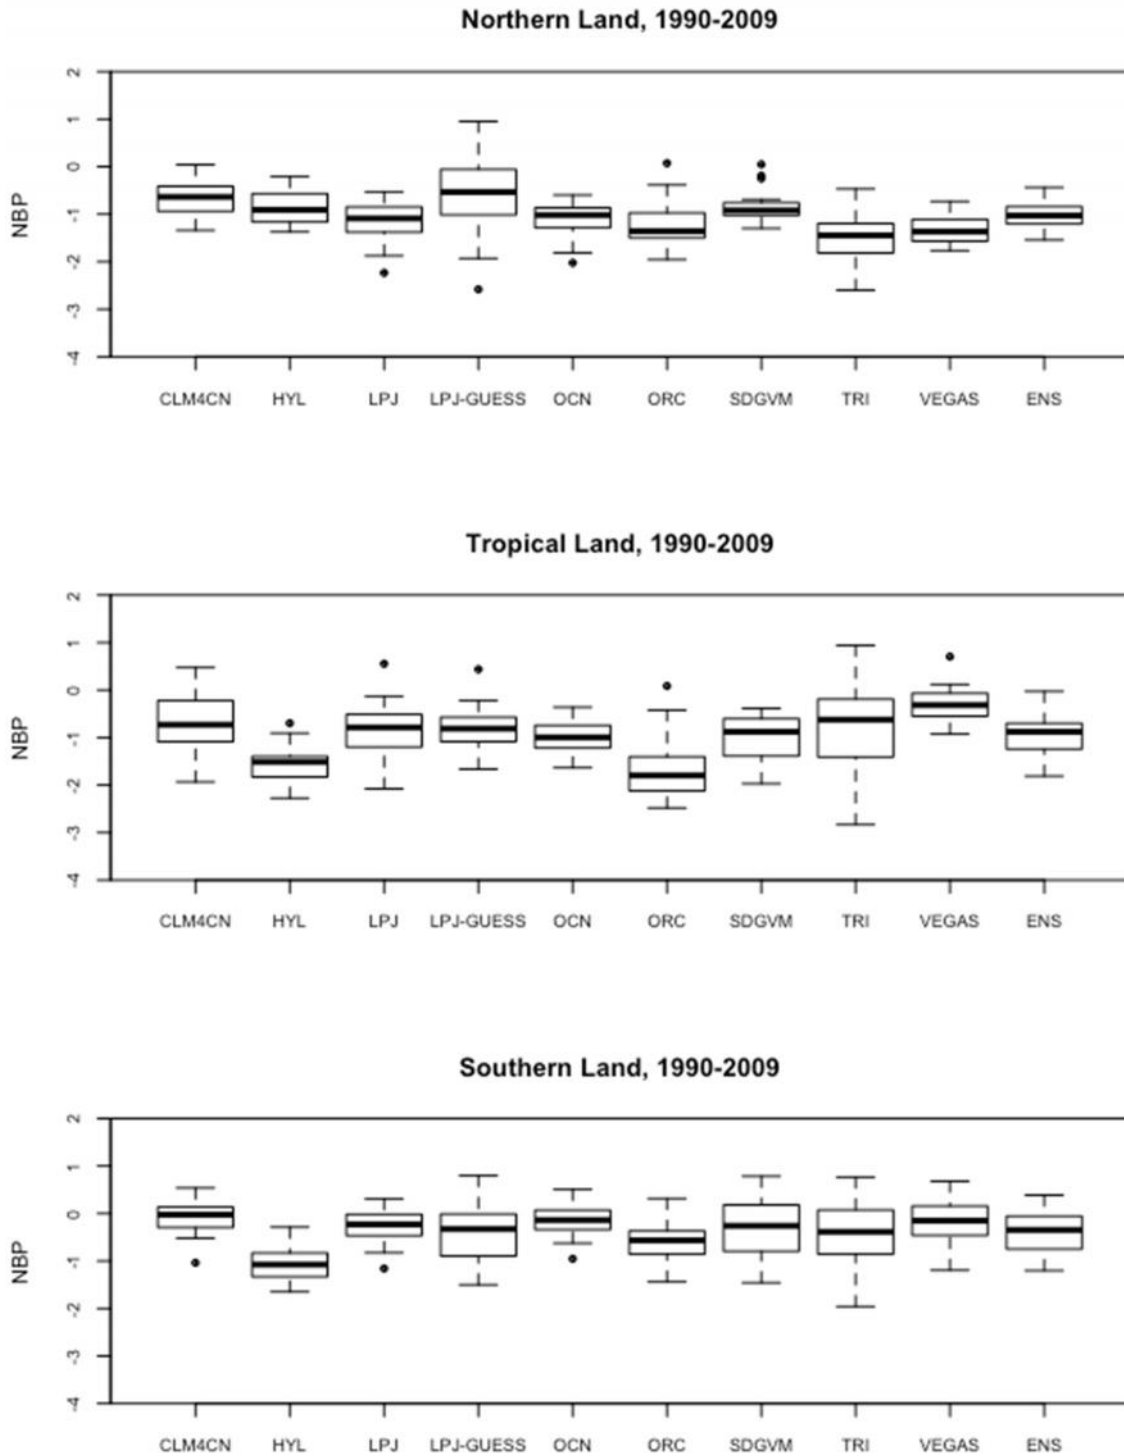 Northern Land, 1990-2009
2
1
0
-1
-2
-3
-4
NBP
CLM4CN HYL LPJ LPJ-GUESS OCN ORC SDGVM TRI VEGAS ENS
Tropical Land, 1990-2009
2
1
0
-1
-2
-3
-4
NBP
CLM4CN HYL LPJ LPJ-GUESS OCN ORC SDGVM TRI VEGAS ENS
Southern Land, 1990-2009
2
1
0
-1
-2
-3
-4
NBP
CLM4CN HYL LPJ LPJ-GUESS OCN ORC SDGVM TRI VEGAS ENS